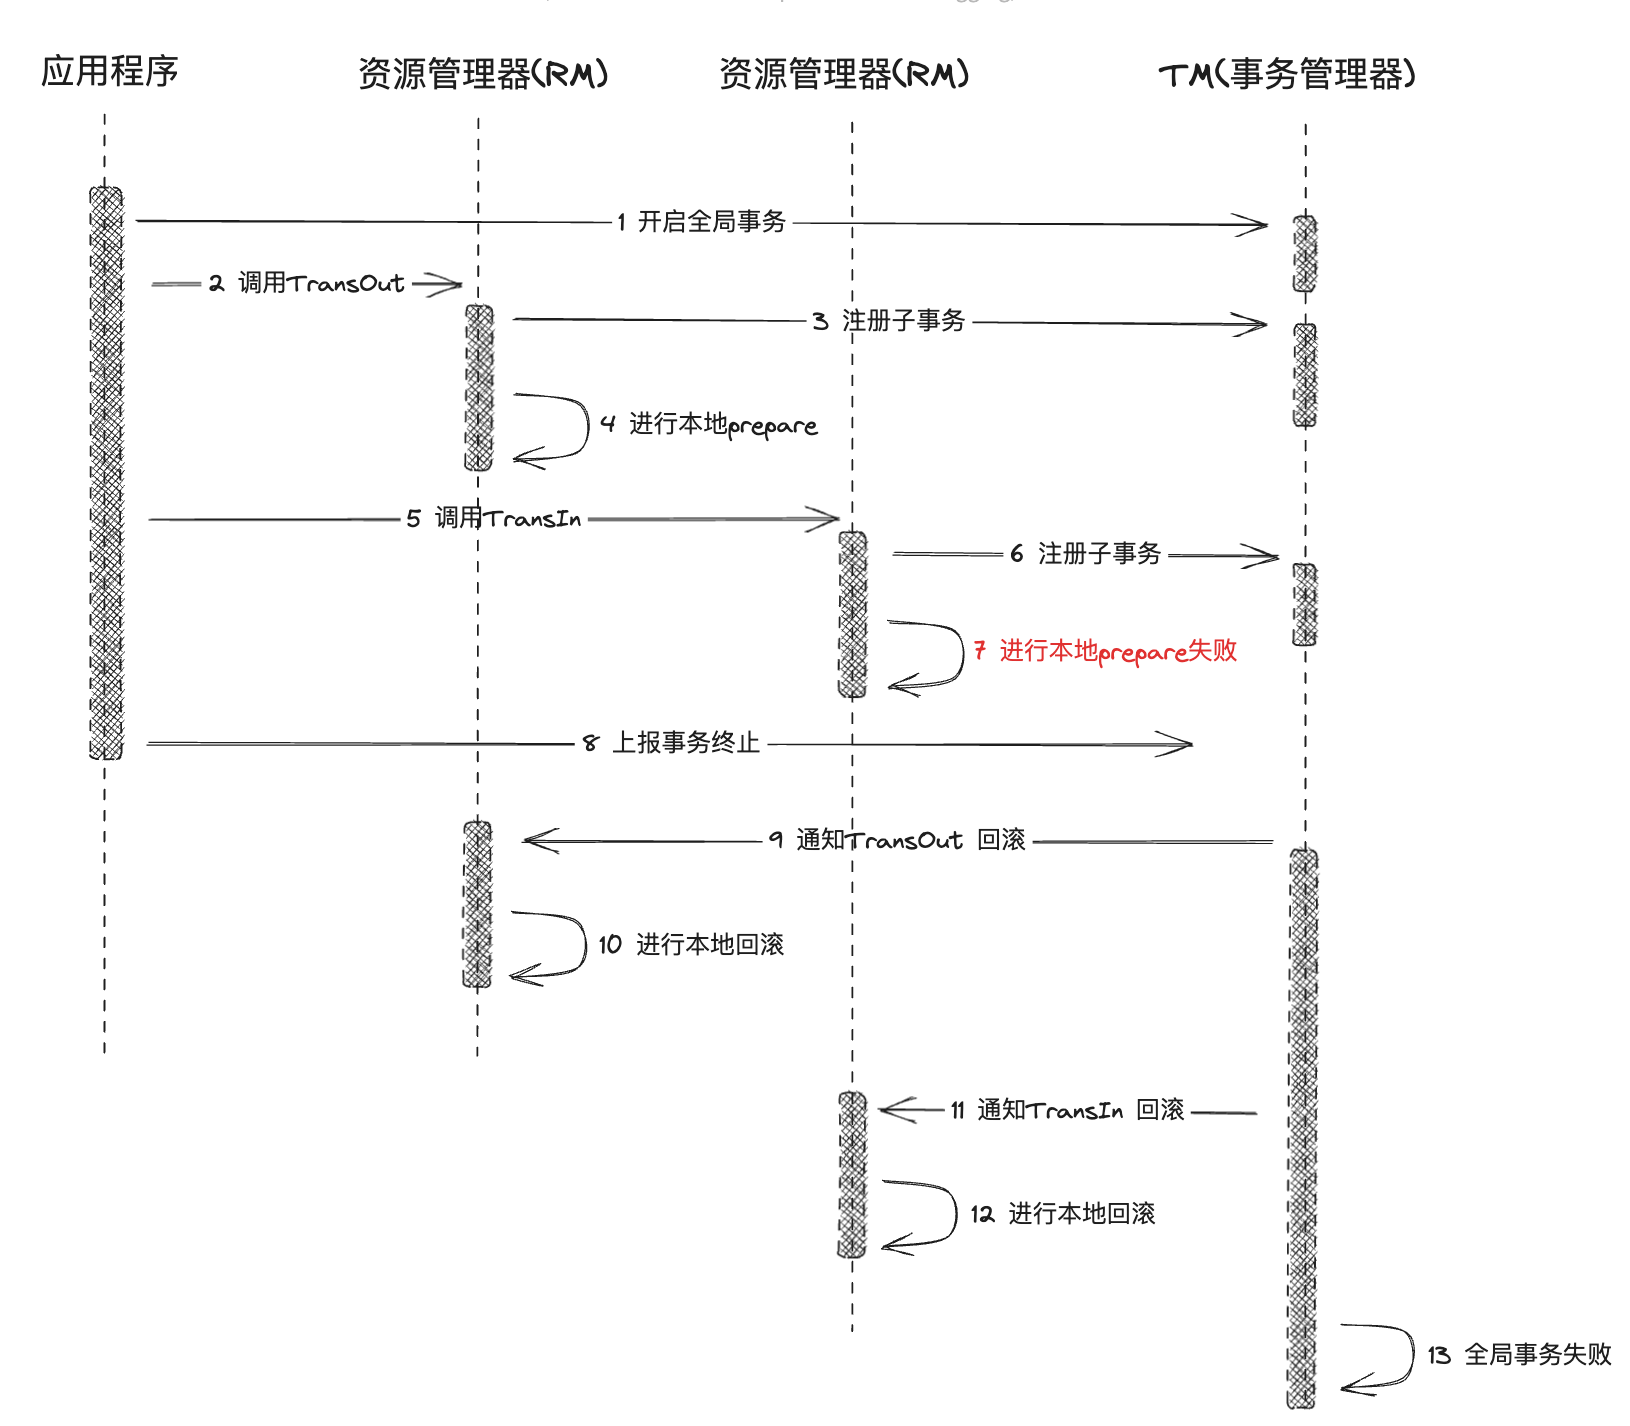 应用程序
资源管理器(RM)
资源管理器(RM)
TM(事务管理器)
1 开启全局事务
2 调用TransOut
3 注册子事务
4 进行本地prepare
5 调用TransIn
6 注册子事务
7 进行本地prepare失败
8 上报事务终止
9 通知TransOut 回滚
10 进行本地回滚
11 通知TransIn 回滚
12 进行本地回滚
13 全局事务失败